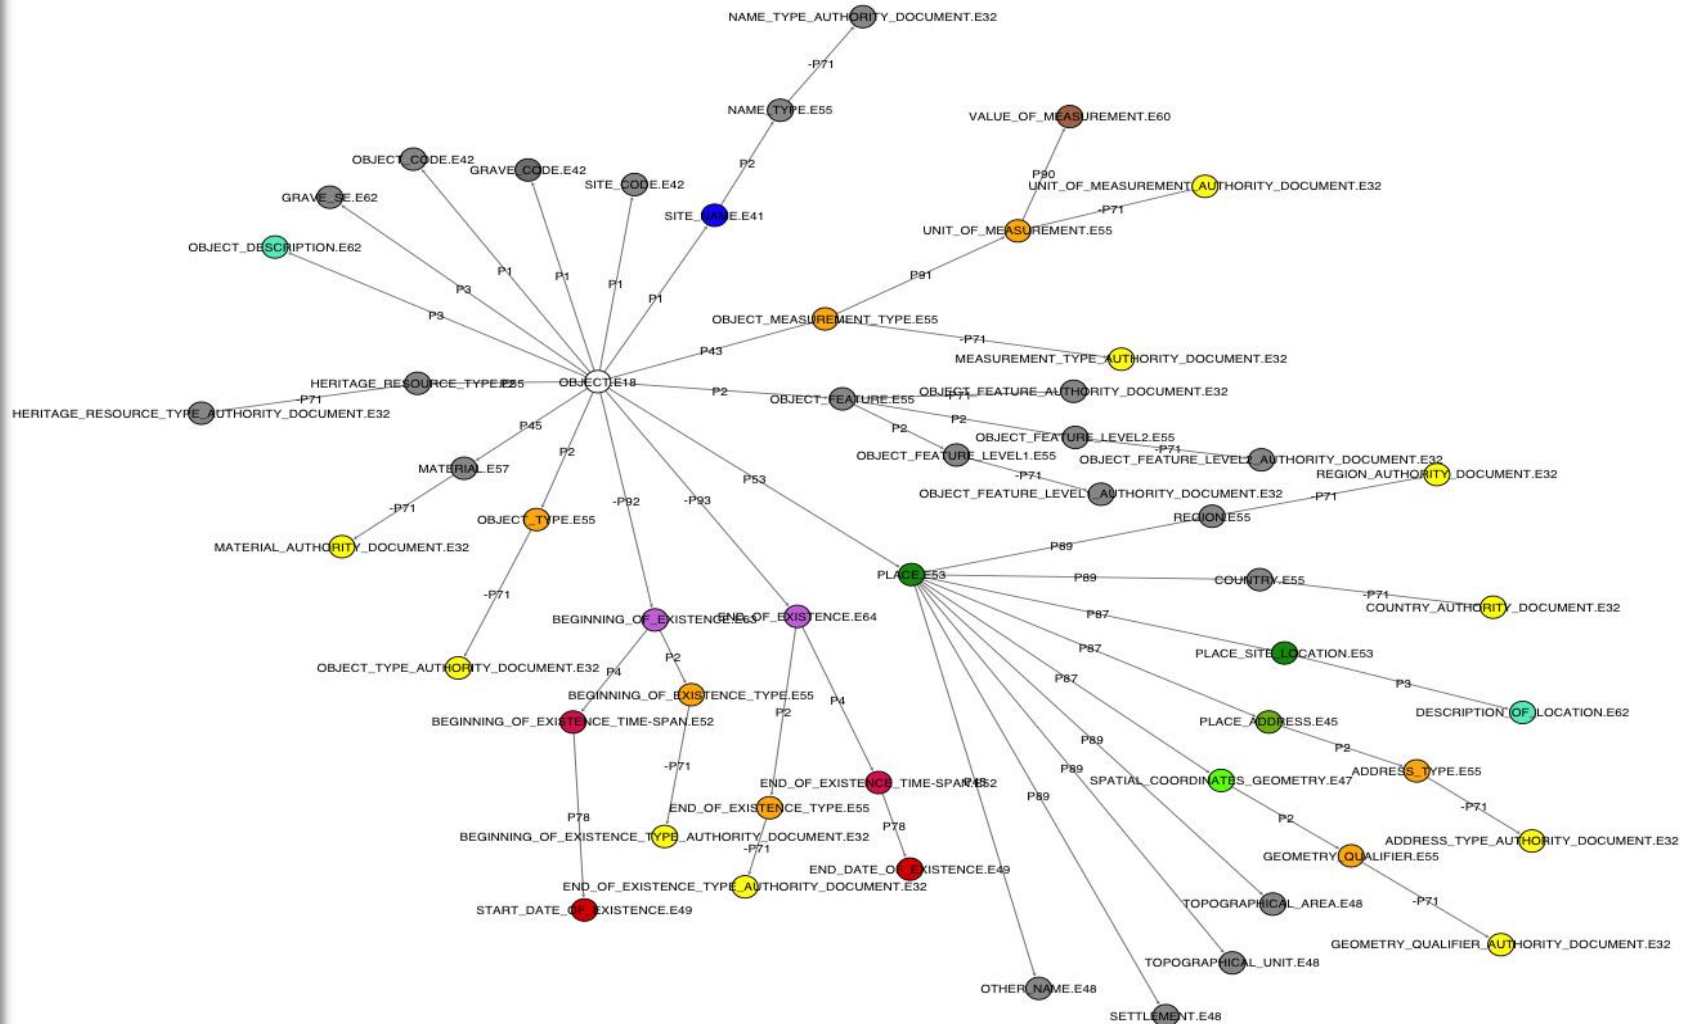 NAME_TYPE_AUTHORITY_DOCUMENT.E32
-P71
NAME_TYPE.E55
VALUE_OF_MEASUREMENT.E60
OBJECT_CODE.E42
GRAVE_CODE.E42
P2
SITE_CODE.E42
P90
UNIT_OF_MEASUREMENT_AUTHORITY_DOCUMENT.E32
GRAVE_SE.E62
-P71
SITE_NAME.E41
UNIT_OF_MEASUREMENT.E55
OBJECT_DESCRIPTION.E62
P1
P1
P91
P1
P3
P1
P3
OBJECT_MEASUREMENT_TYPE.E55
-P71
P43
MEASUREMENT_TYPE_AUTHORITY_DOCUMENT.E32
HERITAGE_RESOURCE_TYPE.E55
P2
OBJECT.E18
P2
OBJECT_FEATURE_AUTHORITY_DOCUMENT.E32
-P71
-P71
OBJECT_FEATURE.E55
HERITAGE_RESOURCE_TYPE_AUTHORITY_DOCUMENT.E32
P2
P45
P2
OBJECT_FEATURE_LEVEL2.E55
P2
-P71
OBJECT_FEATURE_LEVEL1.E55
OBJECT_FEATURE_LEVEL2_AUTHORITY_DOCUMENT.E32
MATERIAL.E57
REGION_AUTHORITY_DOCUMENT.E32
-P71
P53
OBJECT_FEATURE_LEVEL1_AUTHORITY_DOCUMENT.E32
-P71
-P92
-P93
-P71
OBJECT_TYPE.E55
REGION.E55
MATERIAL_AUTHORITY_DOCUMENT.E32
P89
PLACE.E53
P89
COUNTRY.E55
-P71
-P71
COUNTRY_AUTHORITY_DOCUMENT.E32
P87
BEGINNING_OF_EXISTENCE.E63
END_OF_EXISTENCE.E64
P87
PLACE_SITE_LOCATION.E53
P2
OBJECT_TYPE_AUTHORITY_DOCUMENT.E32
P4
P87
P3
BEGINNING_OF_EXISTENCE_TYPE.E55
P4
P2
DESCRIPTION_OF_LOCATION.E62
BEGINNING_OF_EXISTENCE_TIME-SPAN.E52
PLACE_ADDRESS.E45
P89
P2
-P71
P89
ADDRESS_TYPE.E55
END_OF_EXISTENCE_TIME-SPAN.E52
SPATIAL_COORDINATES_GEOMETRY.E47
P89
END_OF_EXISTENCE_TYPE.E55
-P71
P78
P2
P78
BEGINNING_OF_EXISTENCE_TYPE_AUTHORITY_DOCUMENT.E32
ADDRESS_TYPE_AUTHORITY_DOCUMENT.E32
-P71
GEOMETRY_QUALIFIER.E55
END_DATE_OF_EXISTENCE.E49
END_OF_EXISTENCE_TYPE_AUTHORITY_DOCUMENT.E32
-P71
TOPOGRAPHICAL_AREA.E48
START_DATE_OF_EXISTENCE.E49
GEOMETRY_QUALIFIER_AUTHORITY_DOCUMENT.E32
TOPOGRAPHICAL_UNIT.E48
OTHER_NAME.E48
SETTLEMENT.E48